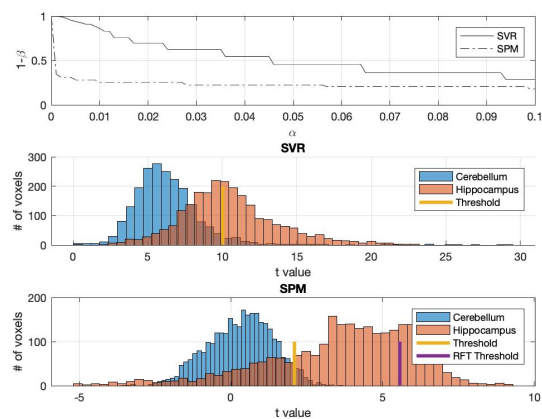 1
0.5
0
1-β
SVR
SPM
0 0.01 0.02 0.03 0.04 0.05 0.06 0.07 0.08 0.09 0.1
α
SVR
300
200
100
0
# of voxels
Cerebellum
Hippocampus
Threshold
0 5 10 15 20 25 30
t value
SPM
200
100
0
# of voxels
Cerebellum
Hippocampus
Threshold
RFT Threshold
-5 0 5 10
t value